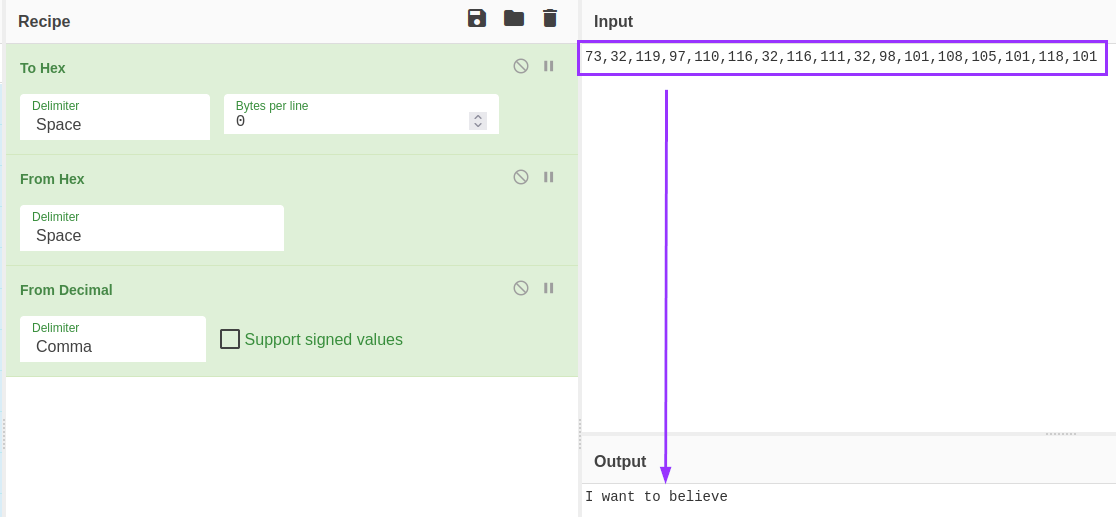 Recipe
To Hex
Delimiter
Space
Bytes per line
0
From Hex
Delimiter
Space
From Decimal
Delimiter
Comma
Support signed values
Input
73,32,119,97,110,116,32,116,111,32,98,101,108,105,101,118,101
Output
I want to believe